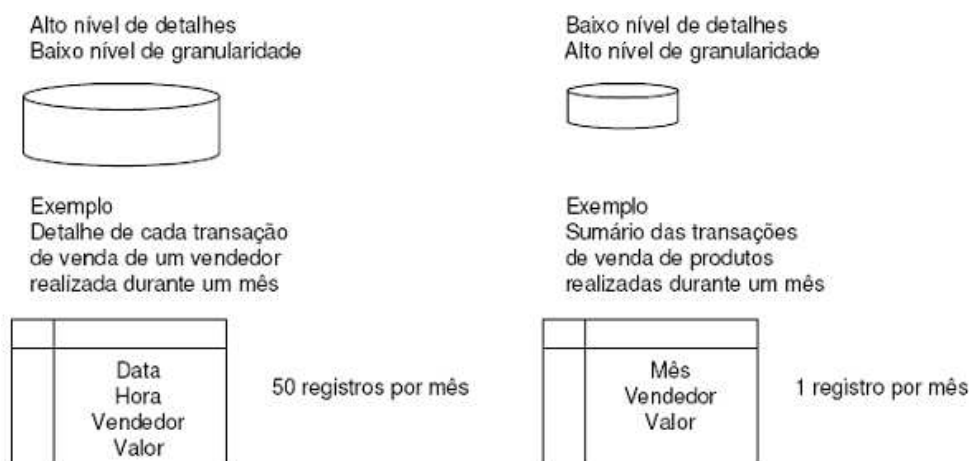 Alto nível de detalhes
Baixo nível de granularidade
Exemplo
Detalhe de cada transação
de venda de um vendedor
realizada durante um mês
Data
Hora
Vendedor
Valor
50 registros por mês
Baixo nível de detalhes
Alto nível de granularidade
Exemplo
Sumário das transações
de venda de produtos
realizadas durante um mês
Mês
Vendedor
Valor
1 registro por mês